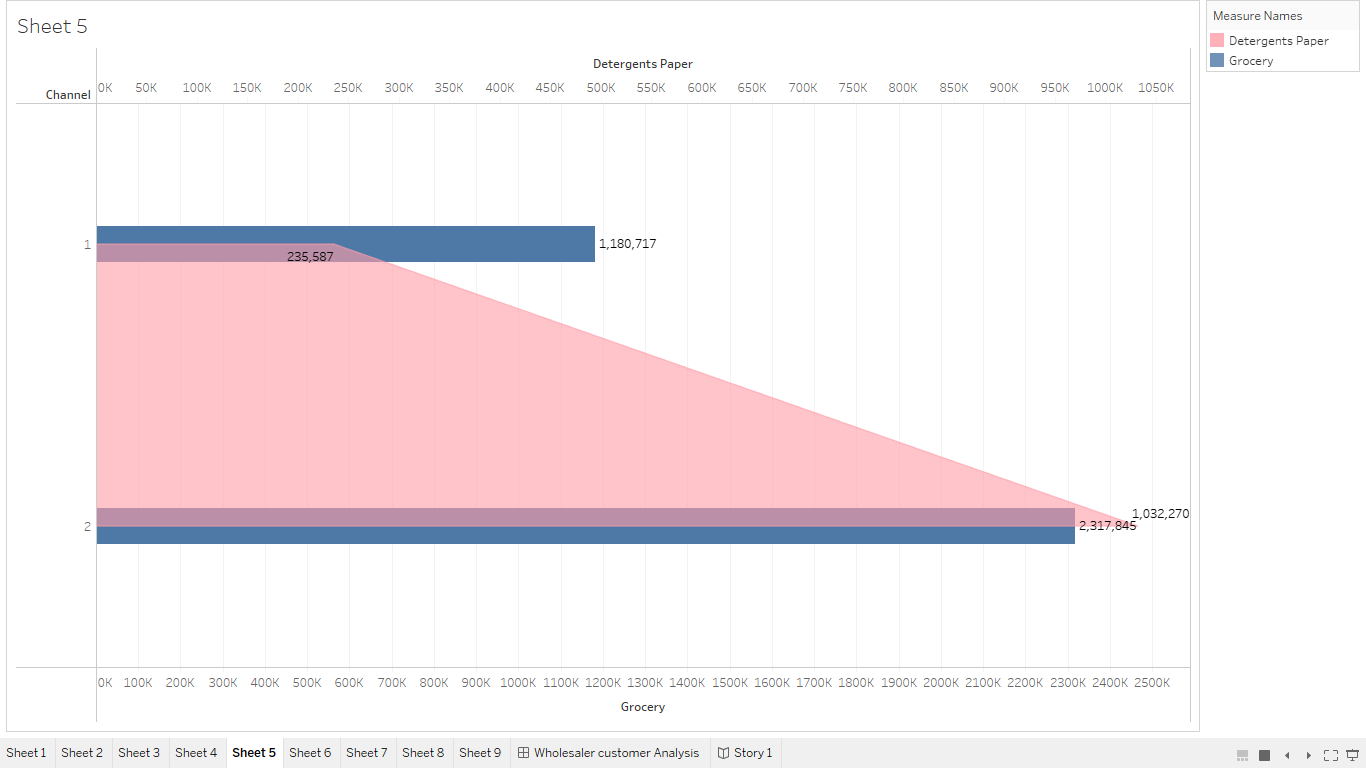 Sheet 5
Measure Names
Detergents Paper
Grocery
Detergents Paper
Channel
0K 50K 100K 150K 200K 250K 300K 350K 400K 450K 500K 550K 600K 650K 700K 750K 800K 850K 900K 950K 1000K 1050K
1
1,180,717
235,587
2
1,032,270
2,317,845
0K 100K 200K 300K 400K 500K 600K 700K 800K 900K 1000K 1100K 1200K 1300K 1400K 1500K 1600K 1700K 1800K 1900K 2000K 2100K 2200K 2300K 2400K 2500K
Grocery
Sheet 1 Sheet 2 Sheet 3 Sheet 4 Sheet 5 Sheet 6 Sheet 7 Sheet 8 Sheet 9 Wholesaler customer Analysis Story 1